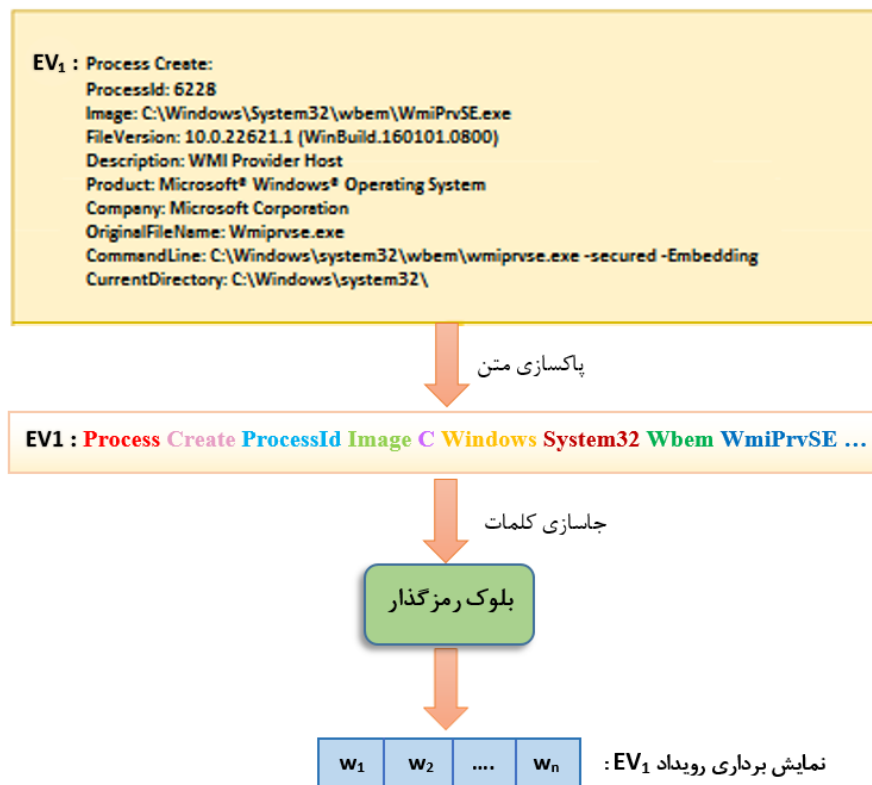 EV₁ : Process Create:
ProcessId: 6228
Image: C:\Windows\System32\wbem\WmiPrvSE.exe
FileVersion: 10.0.22621.1 (WinBuild.160101.0800)
Description: WMI Provider Host
Product: Microsoft® Windows® Operating System
Company: Microsoft Corporation
OriginalFileName: Wmiprvse.exe
CommandLine: C:\Windows\system32\wbem\wmiprvse.exe -secured -Embedding
CurrentDirectory: C:\Windows\system32\
پاکسازی متن
EV1 : Process Create ProcessId Image C Windows System32 Wbem WmiPrvSE ...
جاسازی کلمات
بلوک رمزگذار
نمایش برداری رویداد EV₁ :
w₁ w₂ .... wₙ